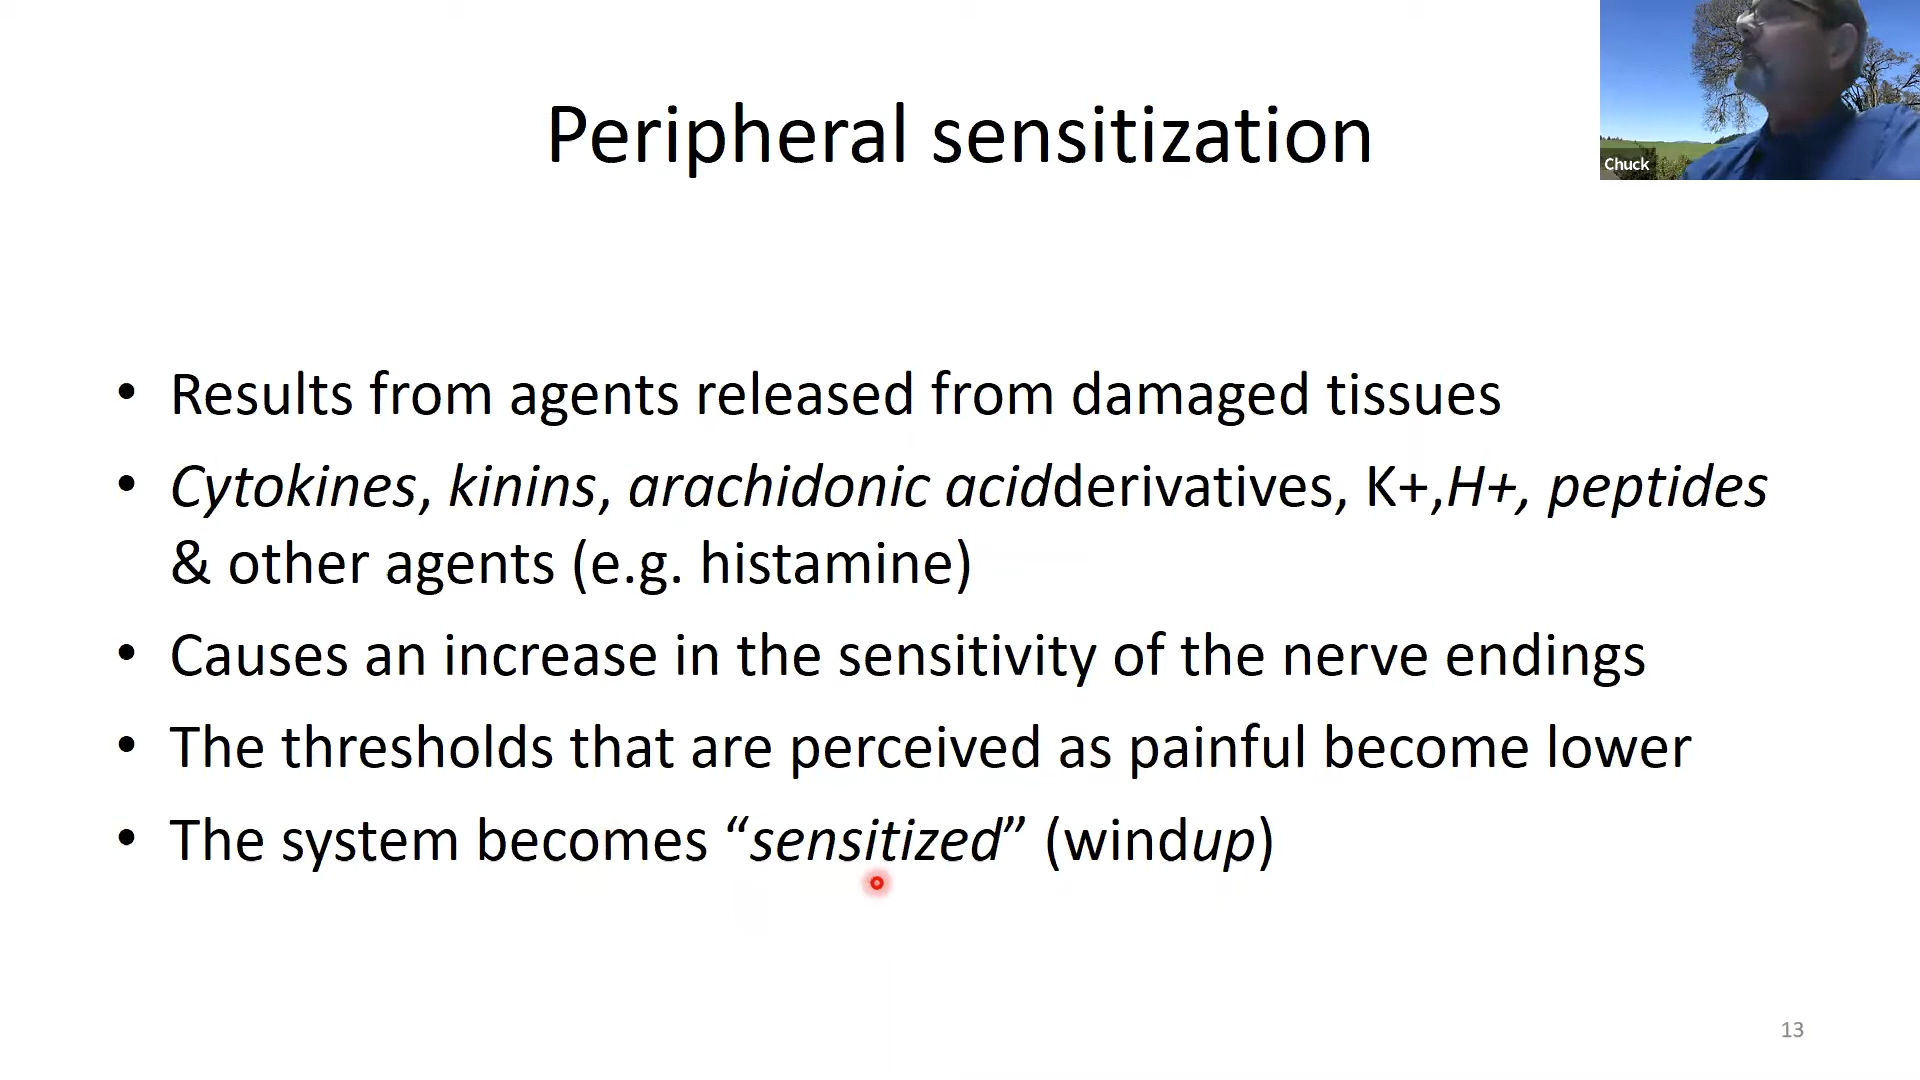 Peripheral sensitization
Chuck
• Results from agents released from damaged tissues
• Cytokines, kinins, arachidonic acidderivatives, K+,H+, peptides
& other agents (e.g. histamine)
• Causes an increase in the sensitivity of the nerve endings
• The thresholds that are perceived as painful become lower
• The system becomes “sensitized” (windup)
13